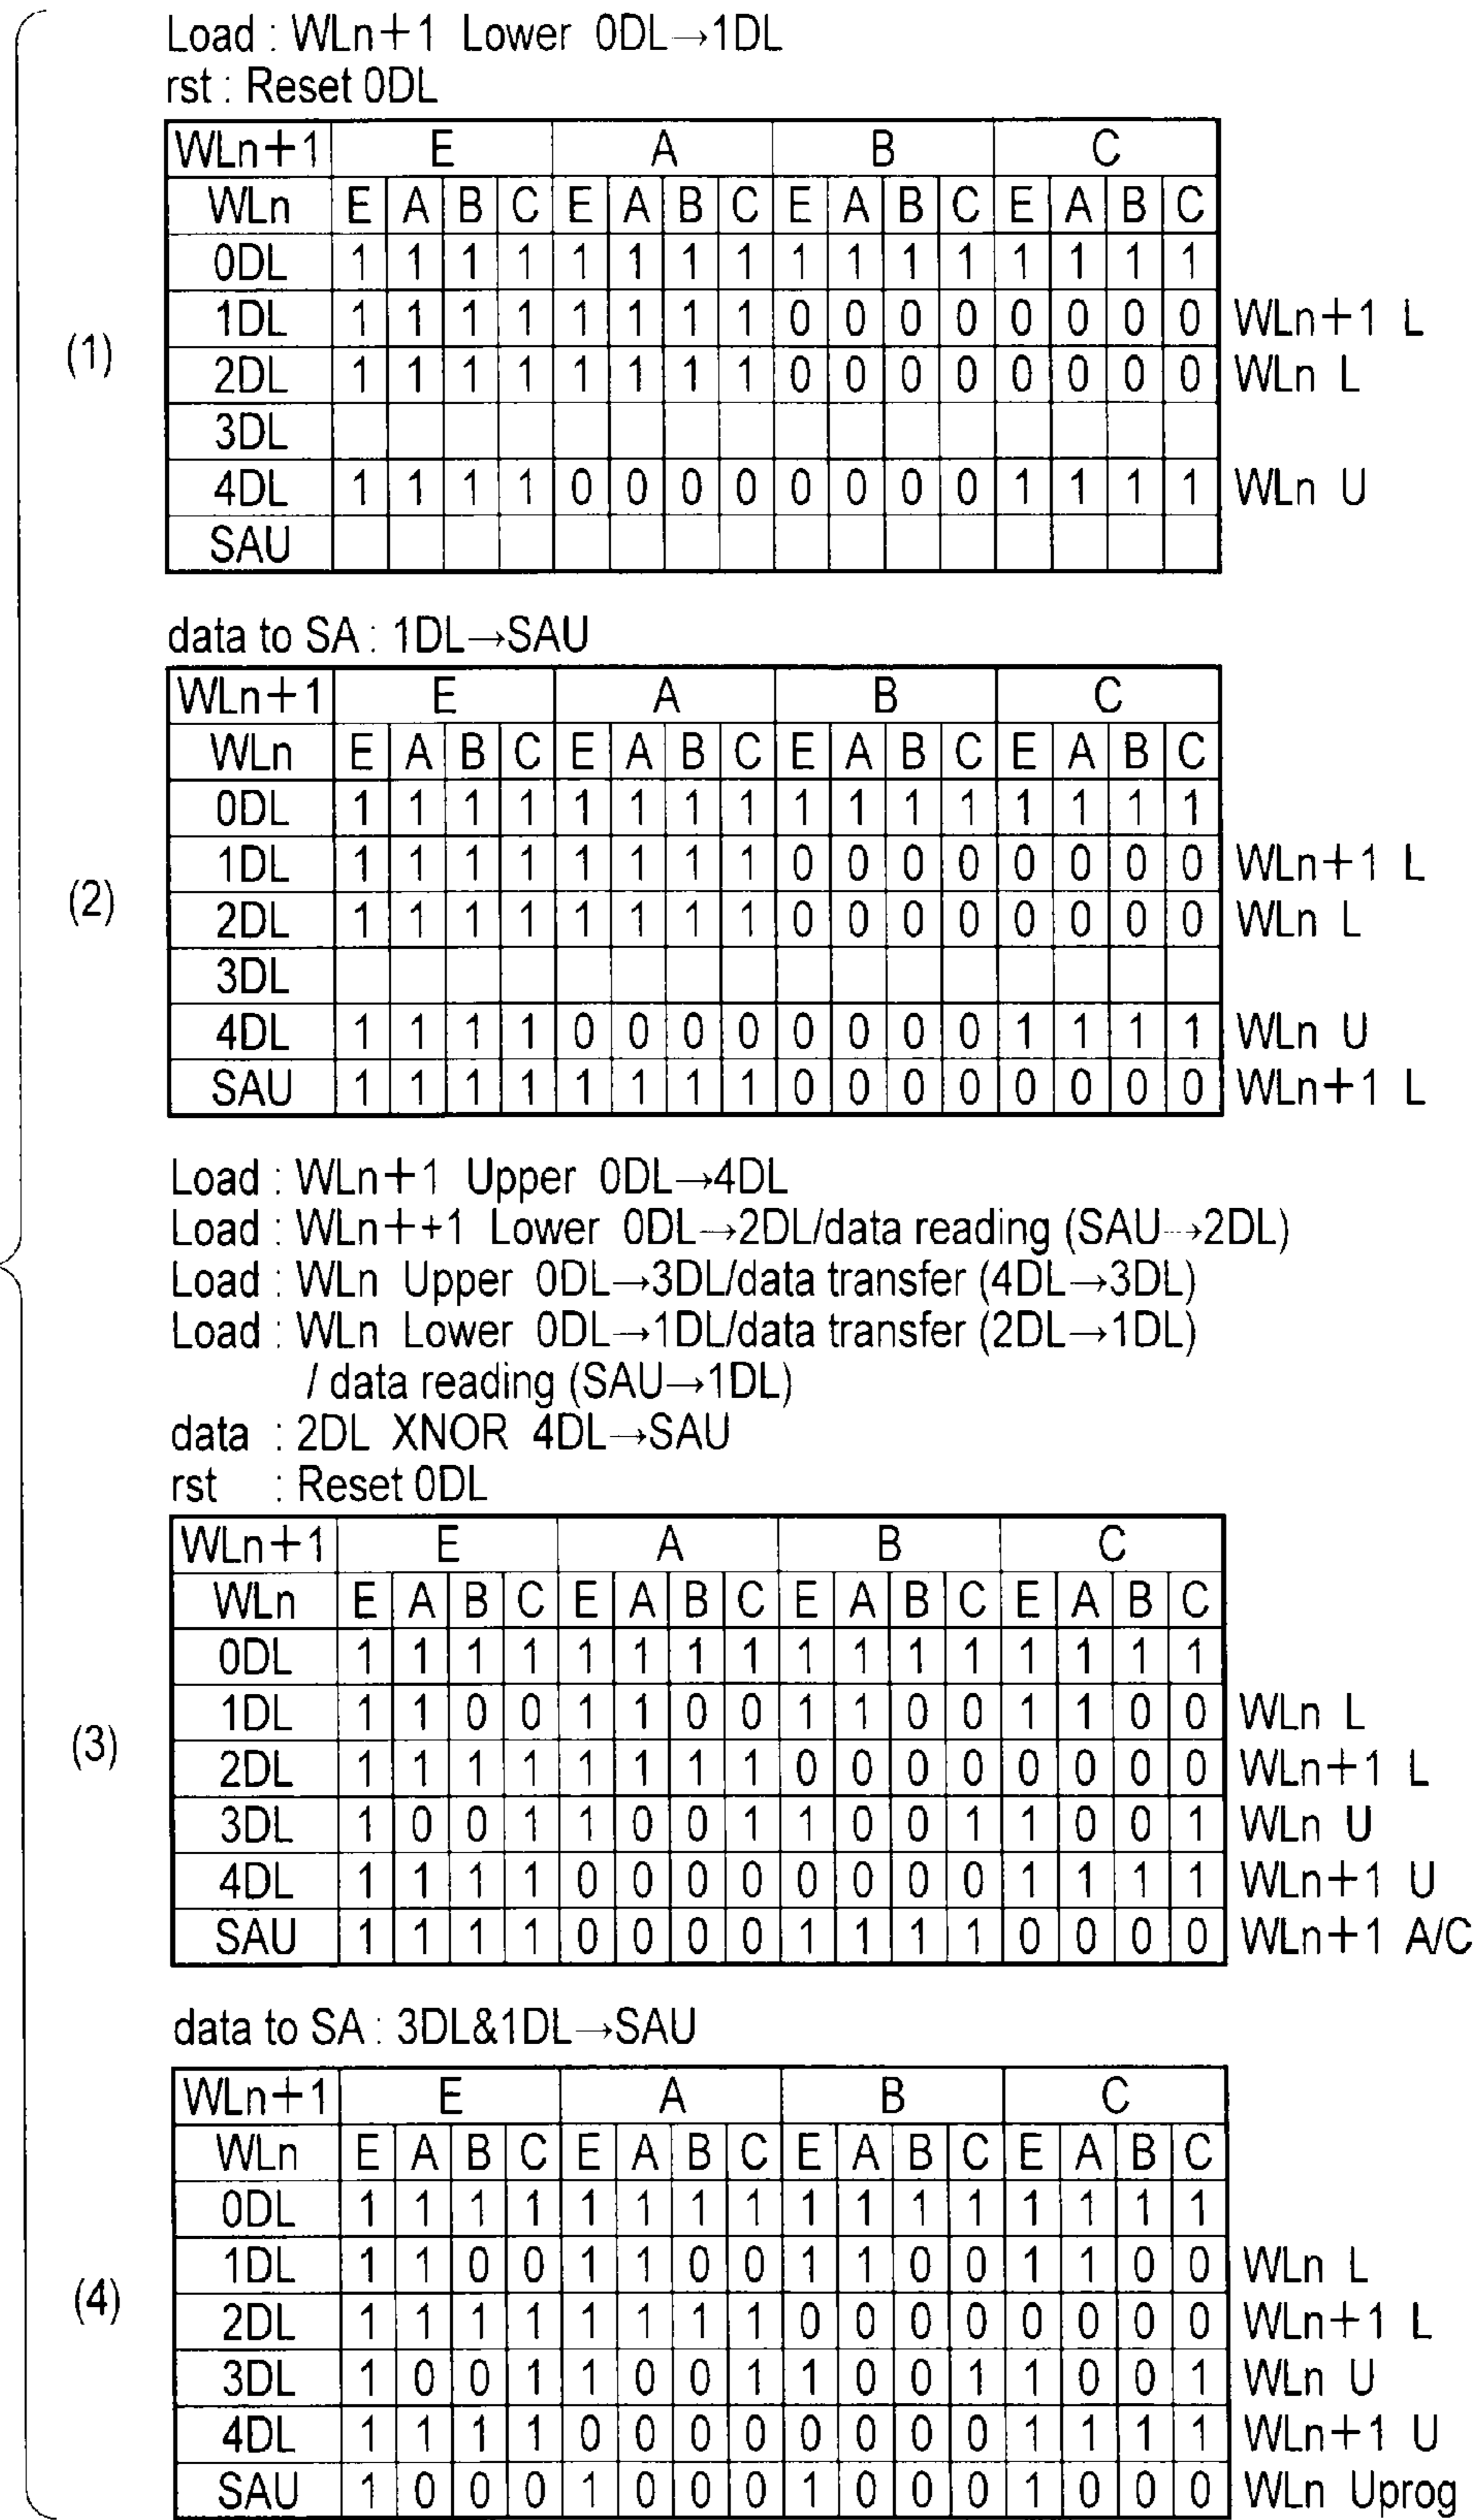 Load : WLn+1 Lower 0DL→1DL
rst : Reset 0DL
WLn+1 E A B C
WLn E A B C E A B C E A B C E A B C
0DL 1 1 1 1 1 1 1 1 1 1 1 1 1 1 1 1
(1)
1DL 1 1 1 1 1 1 1 1 0 0 0 0 0 0 0 0 WLn+1 L
2DL 1 1 1 1 1 1 1 1 0 0 0 0 0 0 0 0 WLn L
3DL
4DL 1 1 1 1 0 0 0 0 0 0 0 0 1 1 1 1 WLn U
SAU
data to SA : 1DL→SAU
WLn+1 E A B C
WLn E A B C E A B C E A B C E A B C
0DL 1 1 1 1 1 1 1 1 1 1 1 1 1 1 1 1
1DL 1 1 1 1 1 1 1 1 0 0 0 0 0 0 0 0 WLn+1 L
(2)
2DL 1 1 1 1 1 1 1 1 0 0 0 0 0 0 0 0 WLn L
3DL
4DL 1 1 1 1 0 0 0 0 0 0 0 0 1 1 1 1 WLn U
SAU 1 1 1 1 1 1 1 1 0 0 0 0 0 0 0 0 WLn+1 L
Load : WLn+1 Upper 0DL→4DL
Load : WLn++1 Lower 0DL→2DL/data reading (SAU→2DL)
Load : WLn Upper 0DL→3DL/data transfer (4DL→3DL)
Load : WLn Lower 0DL→1DL/data transfer (2DL→1DL)
/ data reading (SAU→1DL)
data : 2DL XNOR 4DL→SAU
rst : Reset 0DL
WLn+1 E A B C
WLn E A B C E A B C E A B C E A B C
0DL 1 1 1 1 1 1 1 1 1 1 1 1 1 1 1 1
1DL 1 1 0 0 1 1 0 0 1 1 0 0 1 1 0 0 WLn L
(3)
2DL 1 1 1 1 1 1 1 1 0 0 0 0 0 0 0 0 WLn+1 L
3DL 1 0 0 1 1 0 0 1 1 0 0 1 1 0 0 1 WLn U
4DL 1 1 1 1 0 0 0 0 0 0 0 0 1 1 1 1 WLn+1 U
SAU 1 1 1 1 0 0 0 0 1 1 1 1 0 0 0 0 WLn+1 A/C
data to SA : 3DL&1DL→SAU
WLn+1 E A B C
WLn E A B C E A B C E A B C E A B C
0DL 1 1 1 1 1 1 1 1 1 1 1 1 1 1 1 1
1DL 1 1 0 0 1 1 0 0 1 1 0 0 1 1 0 0 WLn L
(4)
2DL 1 1 1 1 1 1 1 1 0 0 0 0 0 0 0 0 WLn+1 L
3DL 1 0 0 1 1 0 0 1 1 0 0 1 1 0 0 1 WLn U
4DL 1 1 1 1 0 0 0 0 0 0 0 0 1 1 1 1 WLn+1 U
SAU 1 0 0 0 1 0 0 0 1 0 0 0 1 0 0 0 WLn Uprog